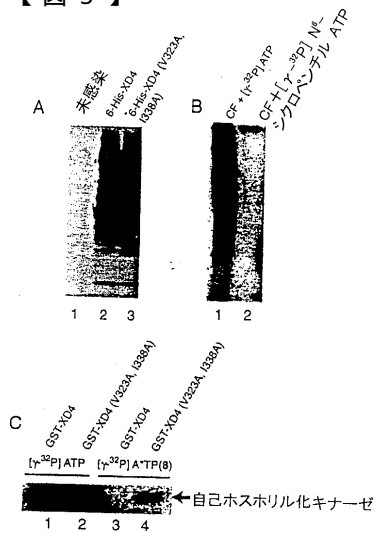 【 図 5 】
A
未感染
6-His-XD4
6-His-XD4 (V323A,
I338A)
1 2 3
B
CF + [γ-³²P] ATP
CF + [γ-³²P] N⁶-
シクロペンチル ATP
1 2
C
GST-XD4
GST-XD4 (V323A, I338A)
GST-XD4
GST-XD4 (V323A, I338A)
[γ-³²P] ATP
[γ-³²P] A*TP(8)
自己ホスホリル化キナーゼ
1 2 3 4